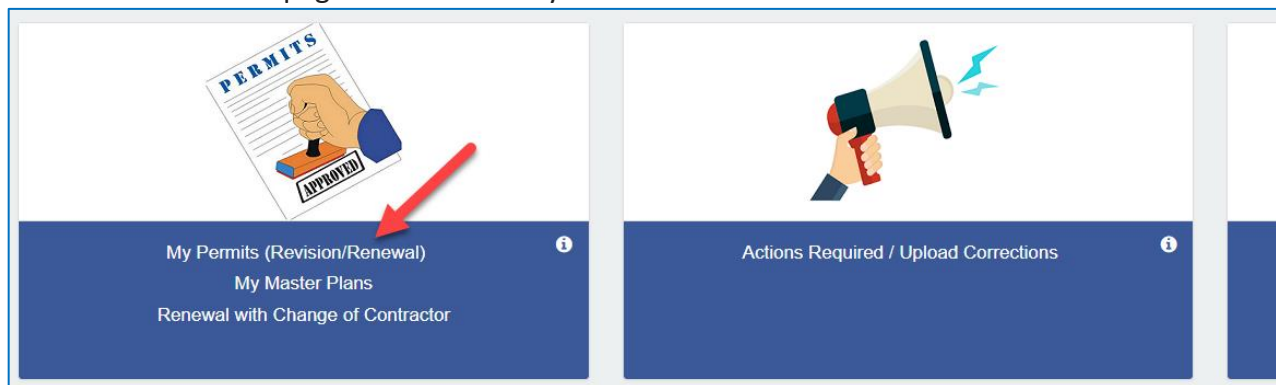 PERMITS
APPROVED
My Permits (Revision/Renewal)
My Master Plans
Renewal with Change of Contractor
Actions Required / Upload Corrections